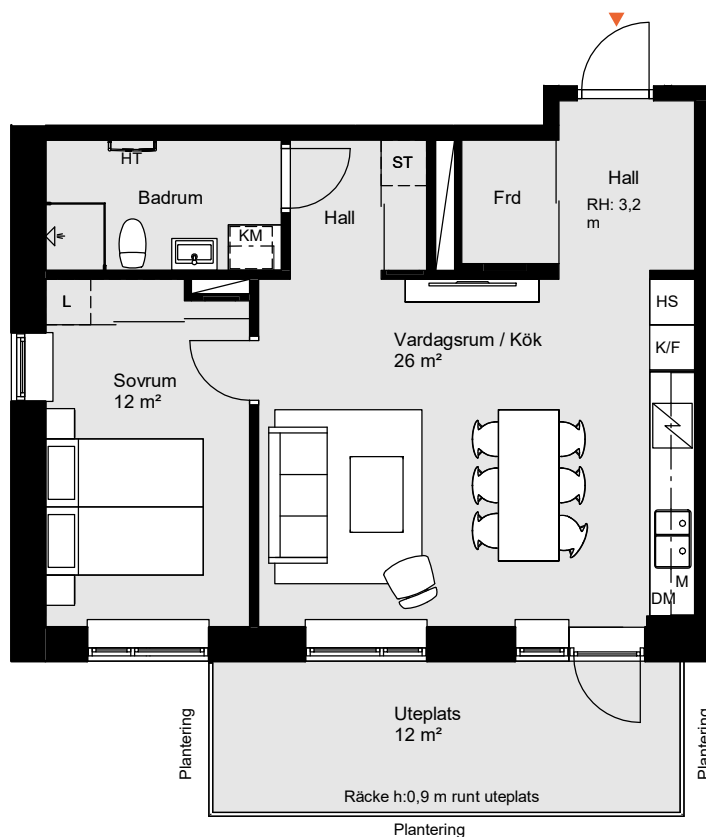 HT
Badrum
ST
Hall
Frd
Hall
RH: 3,2
m
KM
L
HS
Vardagsrum / Kök
26 m²
K/F
Sovrum
12 m²
M
DM
Uteplats
12 m²
Plantering
Plantering
Räcke h:0,9 m runt uteplats
Plantering